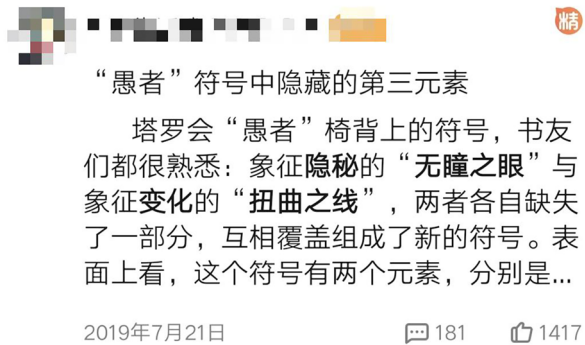 精
“愚者”符号中隐藏的第三元素
塔罗会“愚者”椅背上的符号，书友
们都很熟悉：象征隐秘的“无瞳之眼”与
象征变化的“扭曲之线”，两者各自缺失
了一部分，互相覆盖组成了新的符号。表
面上看，这个符号有两个元素，分别是...
2019年7月21日 181 1417